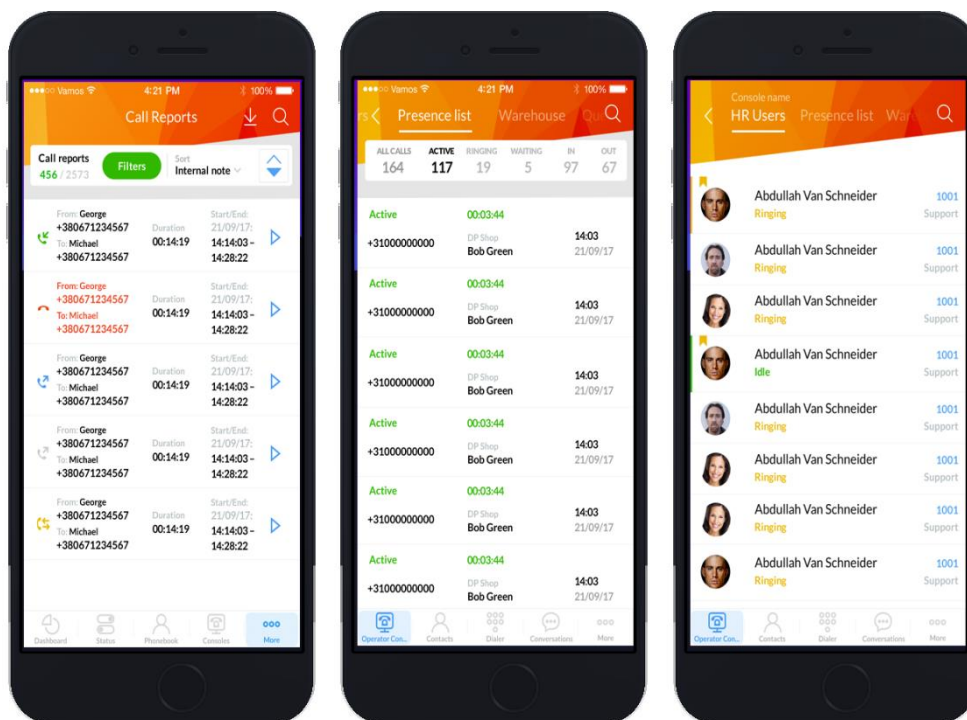 Vamos 4:21 PM 100%
Call Reports
Call reports
456 / 2573
Filters
Sort
Internal note
From: George
+380671234567
To: Michael
+380671234567
Duration
00:14:19
Start/End:
21/09/17:
14:14:03 –
14:28:22
From: George
+380671234567
To: Michael
+380671234567
Duration
00:14:19
Start/End:
21/09/17:
14:14:03 –
14:28:22
From: George
+380671234567
To: Michael
+380671234567
Duration
00:14:19
Start/End:
21/09/17:
14:14:03 –
14:28:22
From: George
+380671234567
To: Michael
+380671234567
Duration
00:14:19
Start/End:
21/09/17:
14:14:03 –
14:28:22
From: George
+380671234567
To: Michael
+380671234567
Duration
00:14:19
Start/End:
21/09/17:
14:14:03 –
14:28:22
Dashboard Status Phonebook Consoles More
Vamos 4:21 PM 100%
Presence list Warehouse
ALL CALLS ACTIVE RINGING WAITING IN OUT
164 117 19 5 97 67
Active 00:03:44
+31000000000
DP Shop
Bob Green
14:03
21/09/17
Active 00:03:44
+31000000000
DP Shop
Bob Green
14:03
21/09/17
Active 00:03:44
+31000000000
DP Shop
Bob Green
14:03
21/09/17
Active 00:03:44
+31000000000
DP Shop
Bob Green
14:03
21/09/17
Active 00:03:44
+31000000000
DP Shop
Bob Green
14:03
21/09/17
Active 00:03:44
+31000000000
DP Shop
Bob Green
14:03
21/09/17
Operator Con... Contacts Dialer Conversations More
Console name
HR Users Presence list
Abdullah Van Schneider 1001
Ringing Support
Abdullah Van Schneider 1001
Ringing Support
Abdullah Van Schneider 1001
Ringing Support
Abdullah Van Schneider 1001
Idle Support
Abdullah Van Schneider 1001
Ringing Support
Abdullah Van Schneider 1001
Ringing Support
Abdullah Van Schneider 1001
Ringing Support
Abdullah Van Schneider 1001
Ringing Support
Operator Con... Contacts Dialer Conversations More